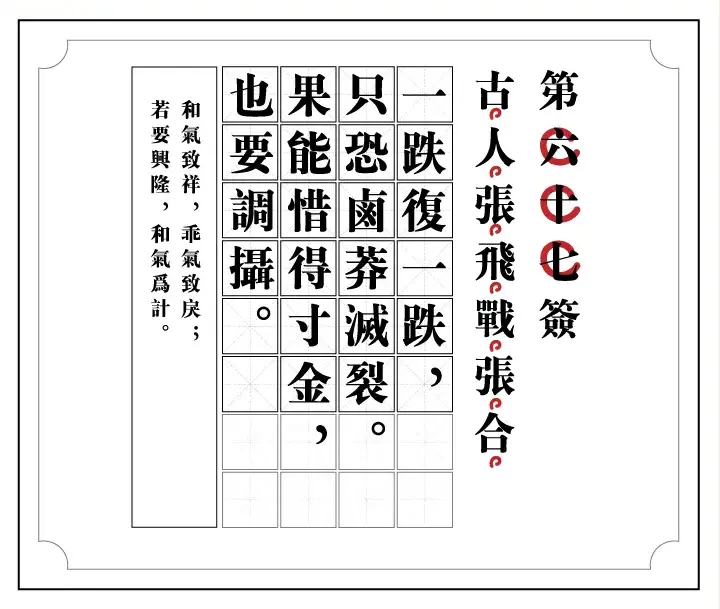 第六十七簽
古人張飛戰張合
一跌復一跌，
只恐鹵莽滅裂。
果能惜得寸金，
也要調攝。
和氣致祥，乖氣致戾；
若要興隆，和氣爲計。